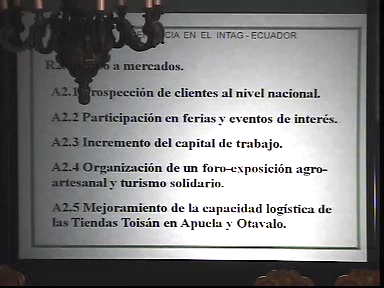 CIA EN EL INTAG - ECUADOR
a mercados.
A2.1 Prospección de clientes al nivel nacional.
A2.2 Participación en ferias y eventos de interés.
A2.3 Incremento del capital de trabajo.
A2.4 Organización de un foro-exposición agro-
artesanal y turismo solidario.
A2.5 Mejoramiento de la capacidad logística de
las Tiendas Toisán en Apuela y Otavalo.